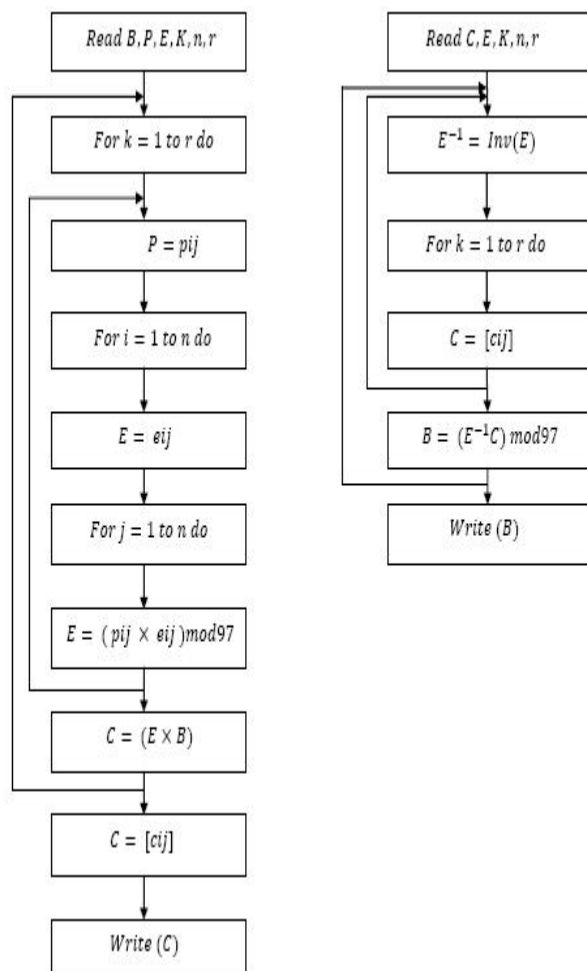 Read B, P, E, K, n, r
For k = 1 to r do
P = pij
For i = 1 to n do
E = eij
For j = 1 to n do
E = ( pij × eij )mod97
C = (E × B)
C = [cij]
Write (C)
Read C, E, K, n, r
E⁻¹ = Inv(E)
For k = 1 to r do
C = [cij]
B = (E⁻¹C) mod97
Write (B)